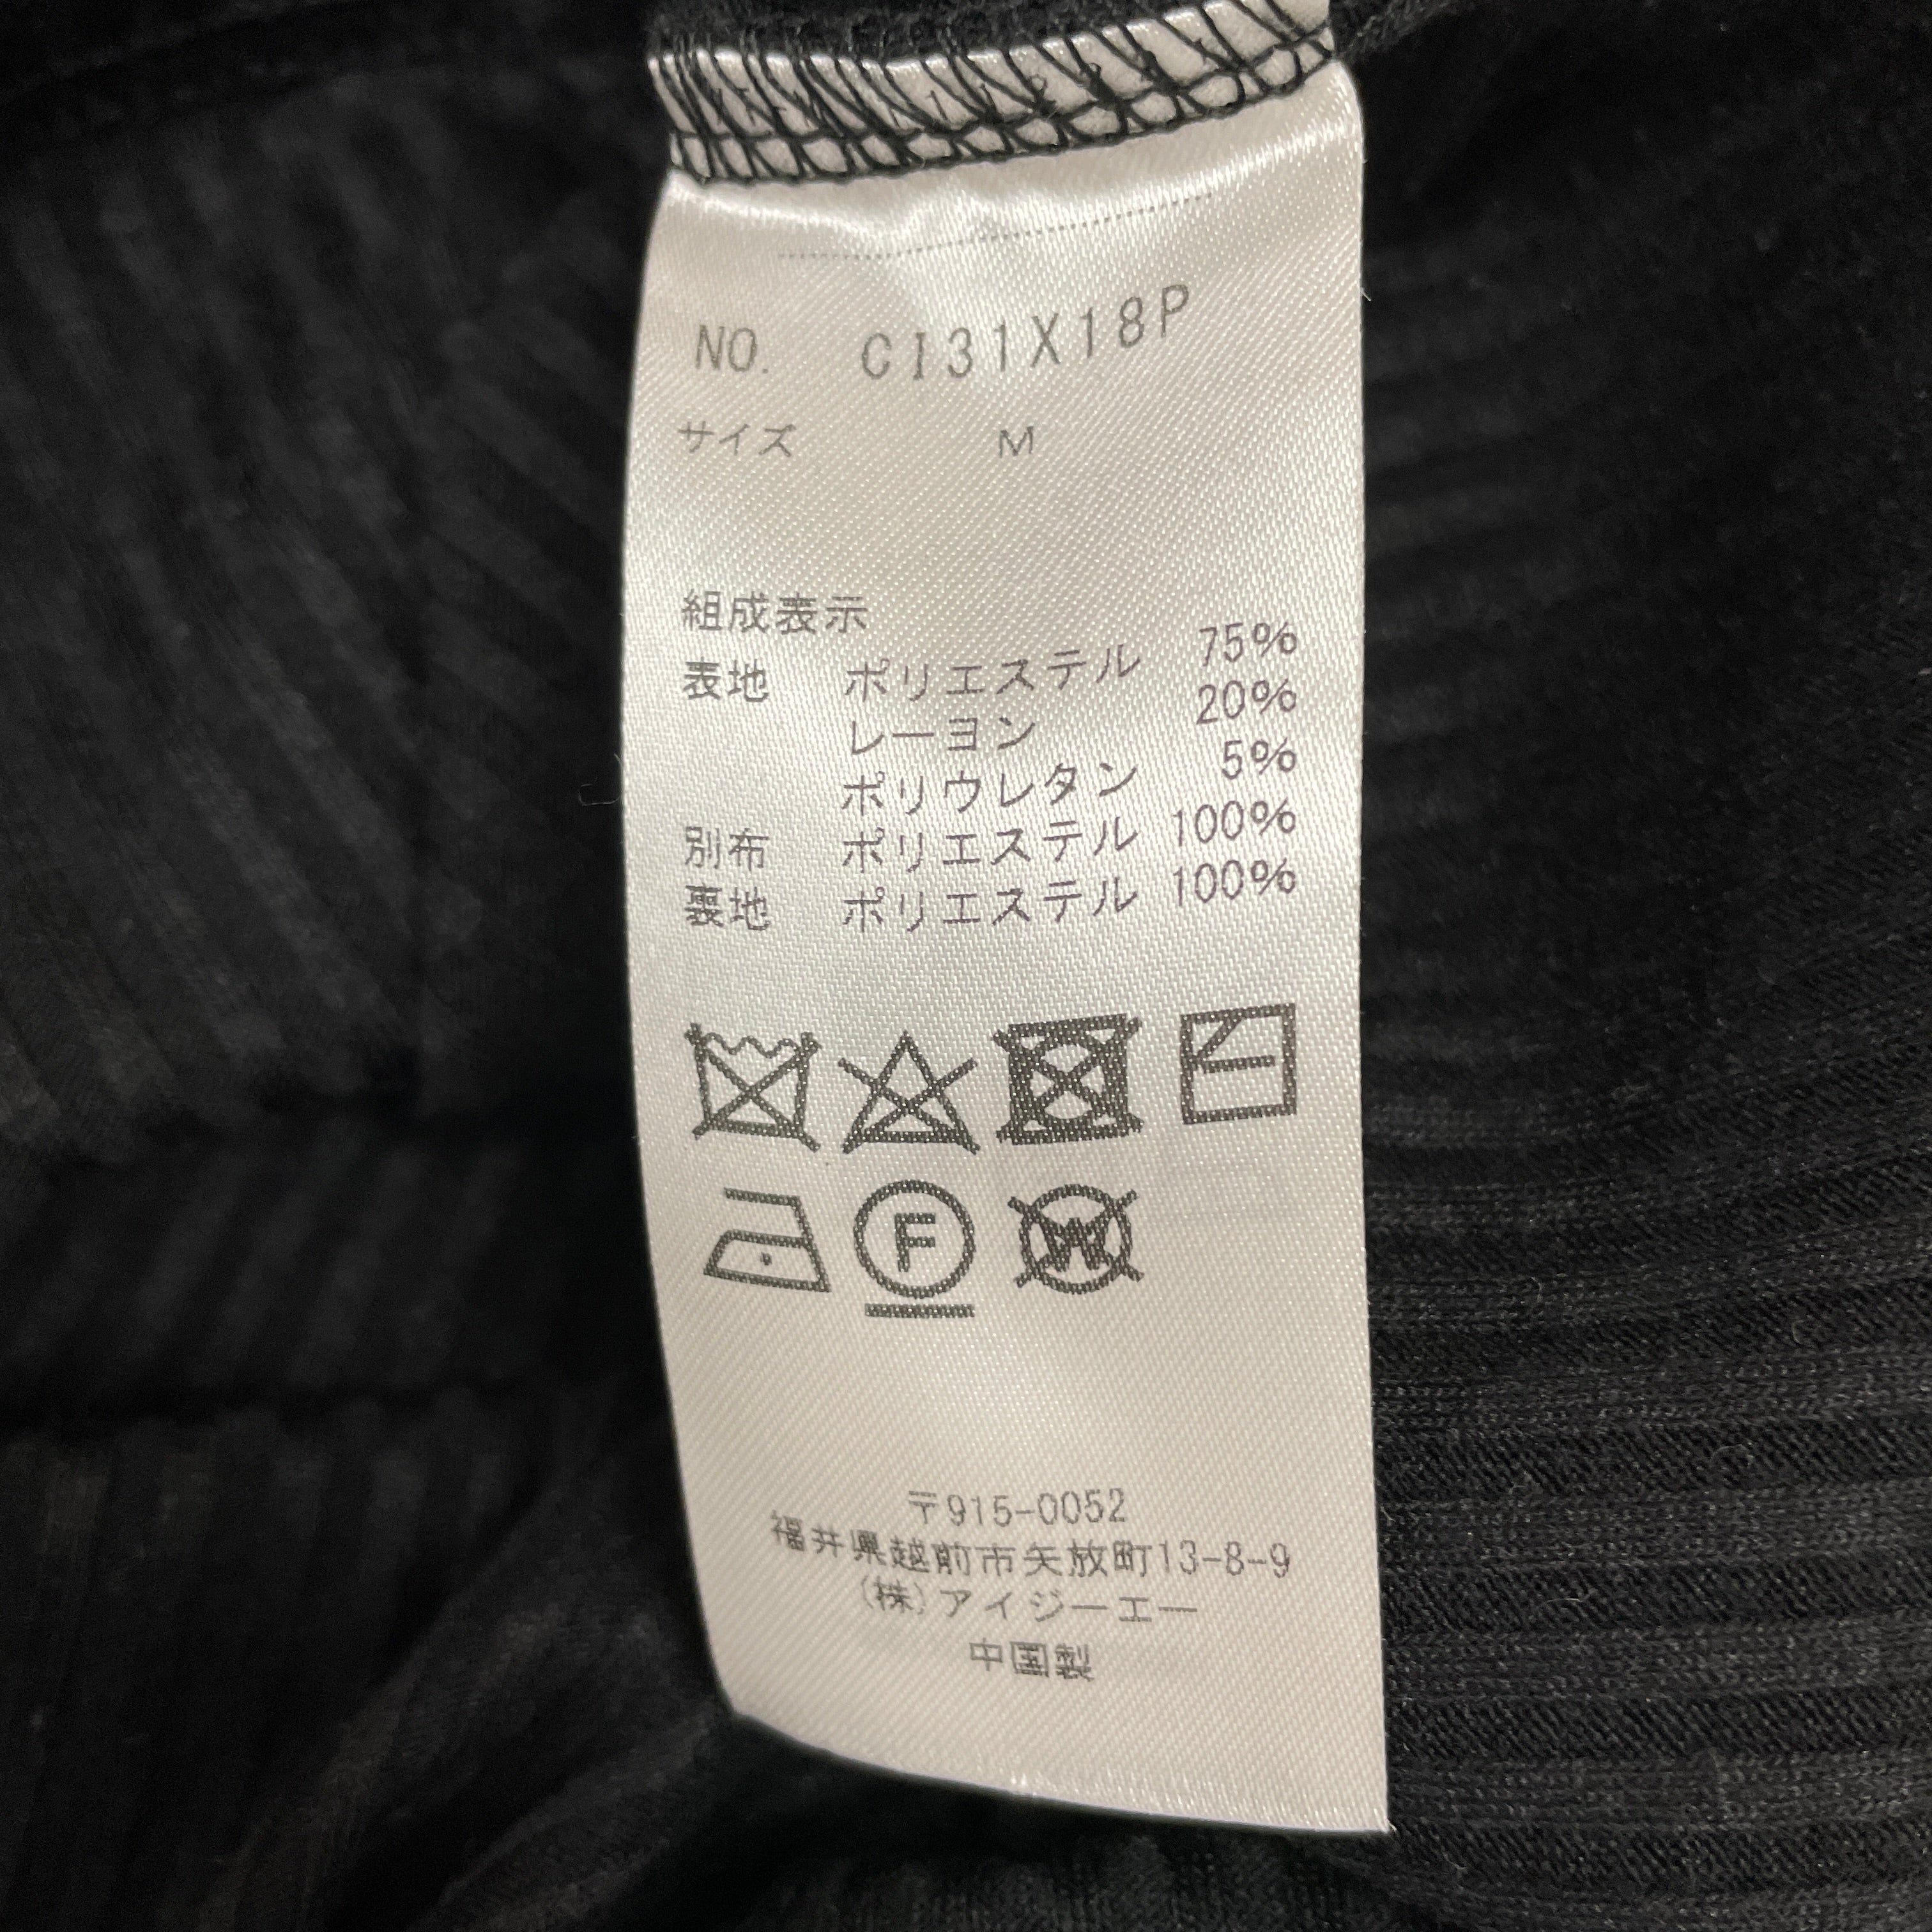 NO. CI31X18P
サイズ M
組成表示
表地 ポリエステル 75%
レーヨン 20%
ポリウレタン 5%
別布 ポリエステル 100%
裏地 ポリエステル 100%
F
W
〒915-0052
福井県越前市矢放町13-8-9
(株)アイジーエー
中国製